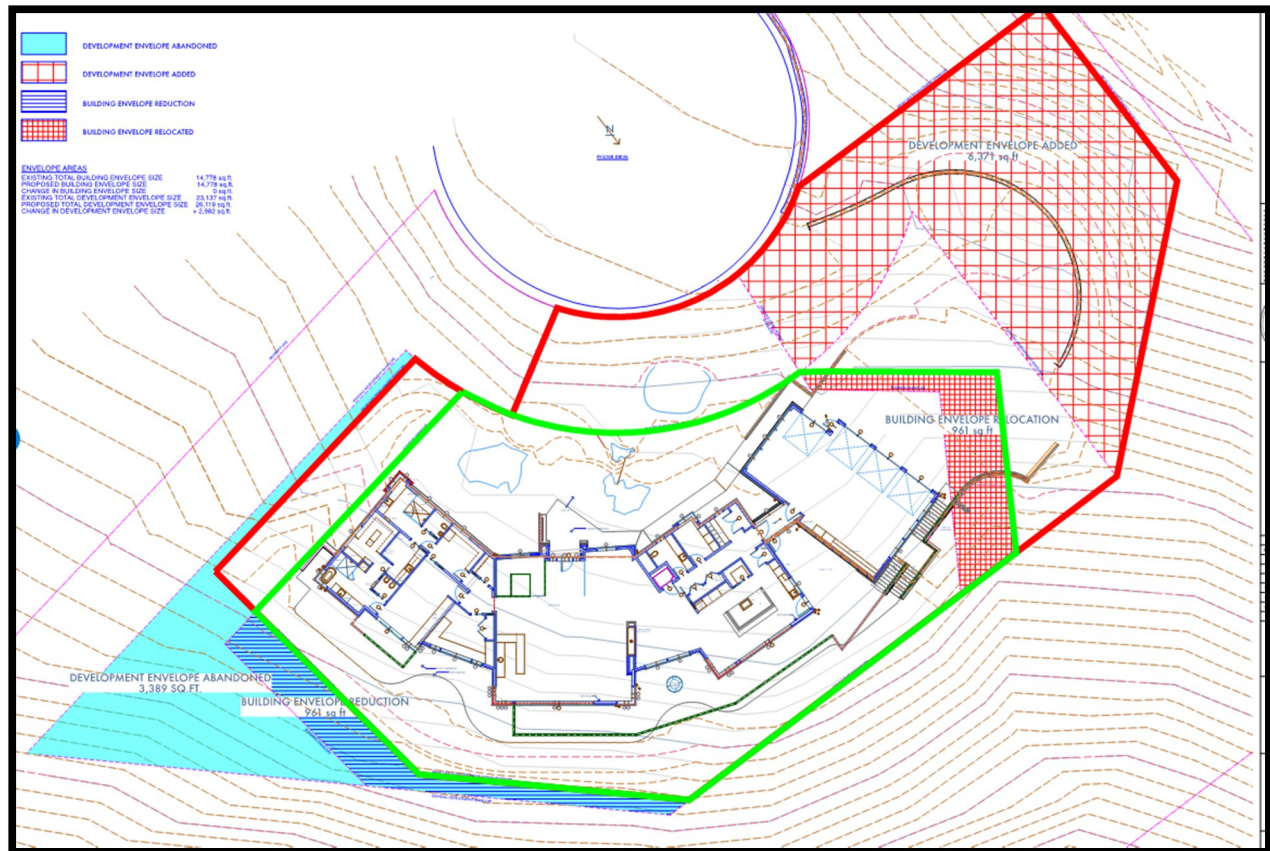 DEVELOPMENT ENVELOPE ABANDONED
DEVELOPMENT ENVELOPE ADDED
BUILDING ENVELOPE REDUCTION
BUILDING ENVELOPE RELOCATED
ENVELOPE AREAS
EXISTING TOTAL BUILDING ENVELOPE SIZE 14,778 sq.ft.
PROPOSED BUILDING ENVELOPE SIZE 14,778 sq.ft.
CHANGE IN BUILDING ENVELOPE SIZE 0 sq.ft.
EXISTING TOTAL DEVELOPMENT ENVELOPE SIZE 23,137 sq.ft.
PROPOSED TOTAL DEVELOPMENT ENVELOPE SIZE 26,119 sq.ft.
CHANGE IN DEVELOPMENT ENVELOPE SIZE + 2,982 sq.ft.
N
DEVELOPMENT ENVELOPE ADDED
6,371 sq.ft
BUILDING ENVELOPE RELOCATION
961 sq ft
DEVELOPMENT ENVELOPE ABANDONED
3,389 SQ.FT.
BUILDING ENVELOPE REDUCTION
961 sq ft